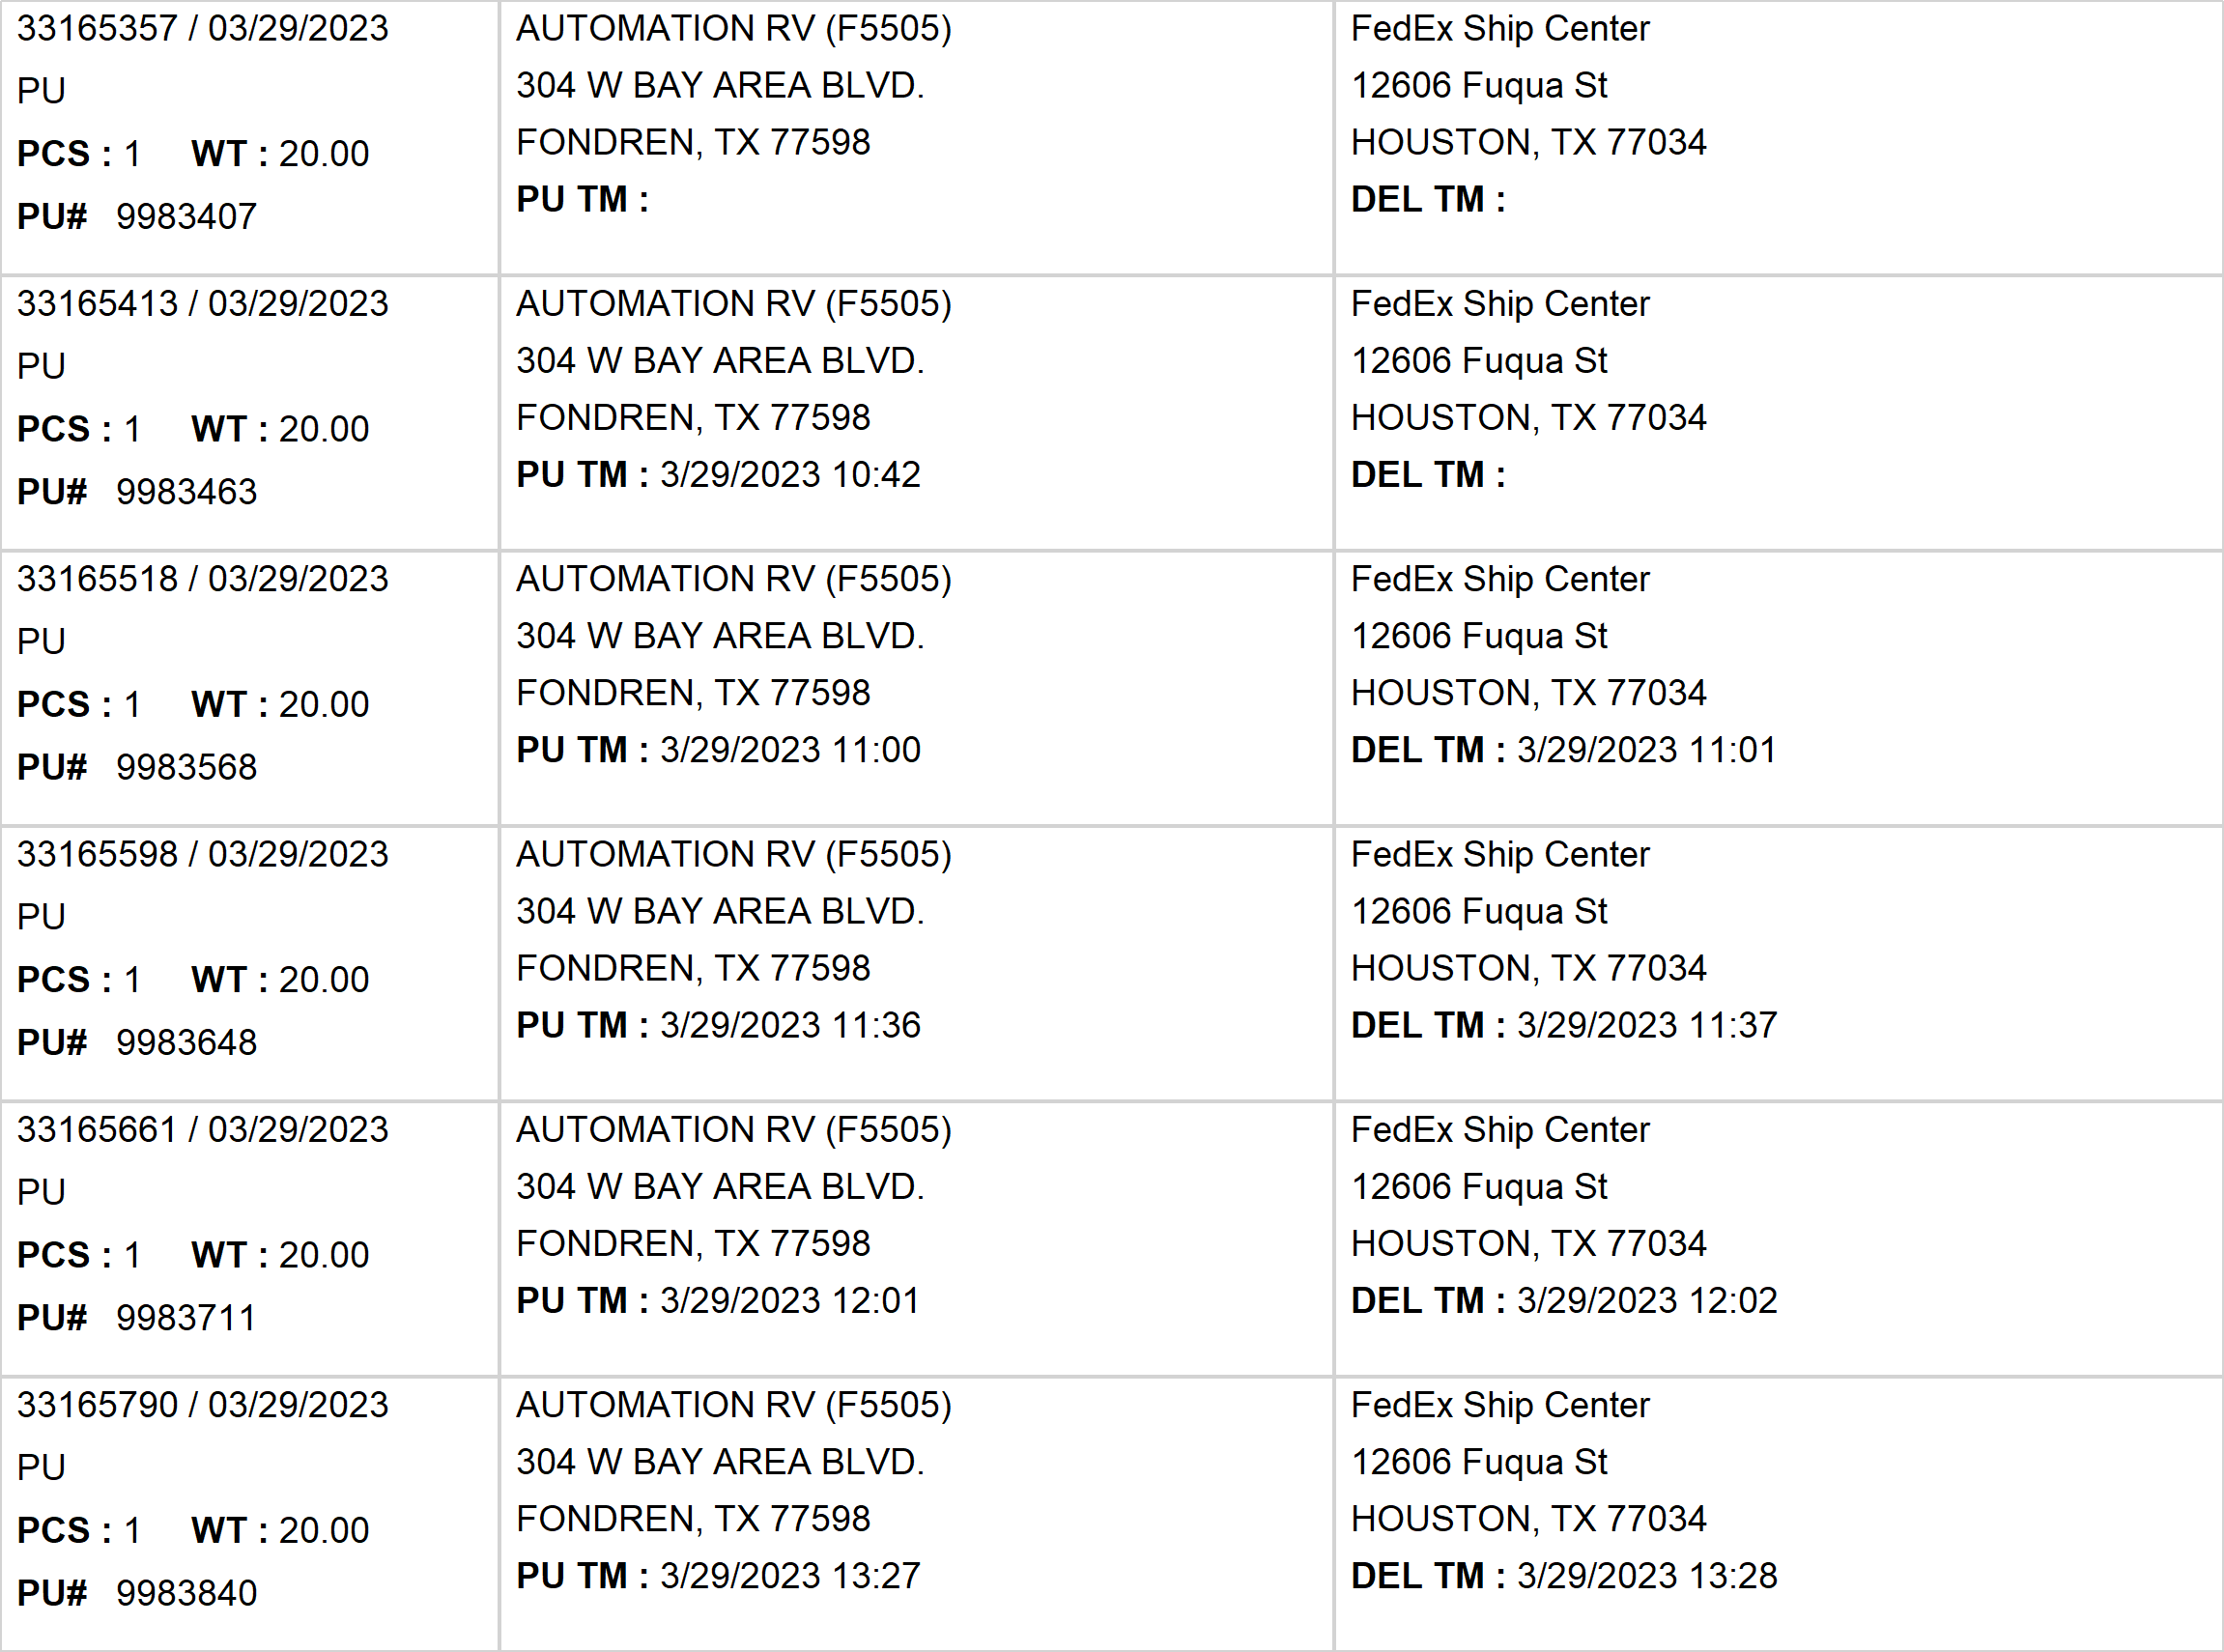 33165357 / 03/29/2023
PU
PCS : 1 WT : 20.00
PU# 9983407
AUTOMATION RV (F5505)
304 W BAY AREA BLVD.
FONDREN, TX 77598
PU TM :
FedEx Ship Center
12606 Fuqua St
HOUSTON, TX 77034
DEL TM :
33165413 / 03/29/2023
PU
PCS : 1 WT : 20.00
PU# 9983463
AUTOMATION RV (F5505)
304 W BAY AREA BLVD.
FONDREN, TX 77598
PU TM : 3/29/2023 10:42
FedEx Ship Center
12606 Fuqua St
HOUSTON, TX 77034
DEL TM :
33165518 / 03/29/2023
PU
PCS : 1 WT : 20.00
PU# 9983568
AUTOMATION RV (F5505)
304 W BAY AREA BLVD.
FONDREN, TX 77598
PU TM : 3/29/2023 11:00
FedEx Ship Center
12606 Fuqua St
HOUSTON, TX 77034
DEL TM : 3/29/2023 11:01
33165598 / 03/29/2023
PU
PCS : 1 WT : 20.00
PU# 9983648
AUTOMATION RV (F5505)
304 W BAY AREA BLVD.
FONDREN, TX 77598
PU TM : 3/29/2023 11:36
FedEx Ship Center
12606 Fuqua St
HOUSTON, TX 77034
DEL TM : 3/29/2023 11:37
33165661 / 03/29/2023
PU
PCS : 1 WT : 20.00
PU# 9983711
AUTOMATION RV (F5505)
304 W BAY AREA BLVD.
FONDREN, TX 77598
PU TM : 3/29/2023 12:01
FedEx Ship Center
12606 Fuqua St
HOUSTON, TX 77034
DEL TM : 3/29/2023 12:02
33165790 / 03/29/2023
PU
PCS : 1 WT : 20.00
PU# 9983840
AUTOMATION RV (F5505)
304 W BAY AREA BLVD.
FONDREN, TX 77598
PU TM : 3/29/2023 13:27
FedEx Ship Center
12606 Fuqua St
HOUSTON, TX 77034
DEL TM : 3/29/2023 13:28